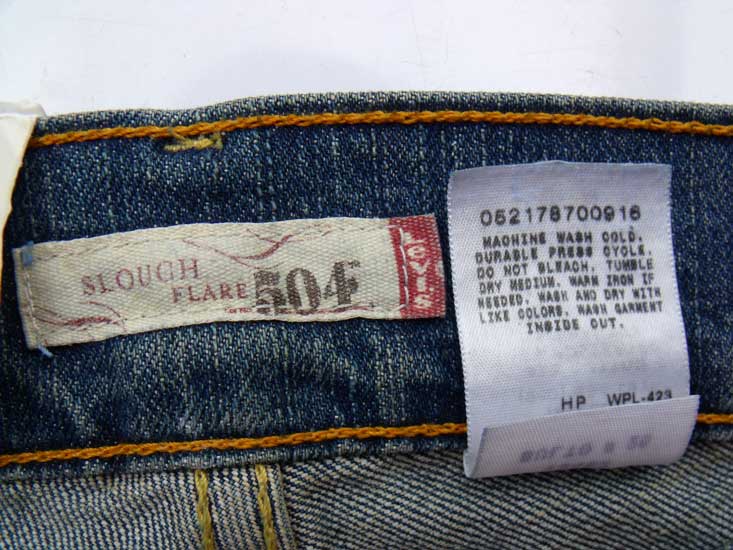 SLOUGH
FLARE 504
LEVI'S
052178700916
MACHINE WASH COLD.
DURABLE PRESS CYCLE.
DO NOT BLEACH. TUMBLE
DRY MEDIUM. WARM IRON IF
NEEDED. WASH AND DRY WITH
LIKE COLORS. WASH GARMENT
INSIDE OUT.
HP WPL-423